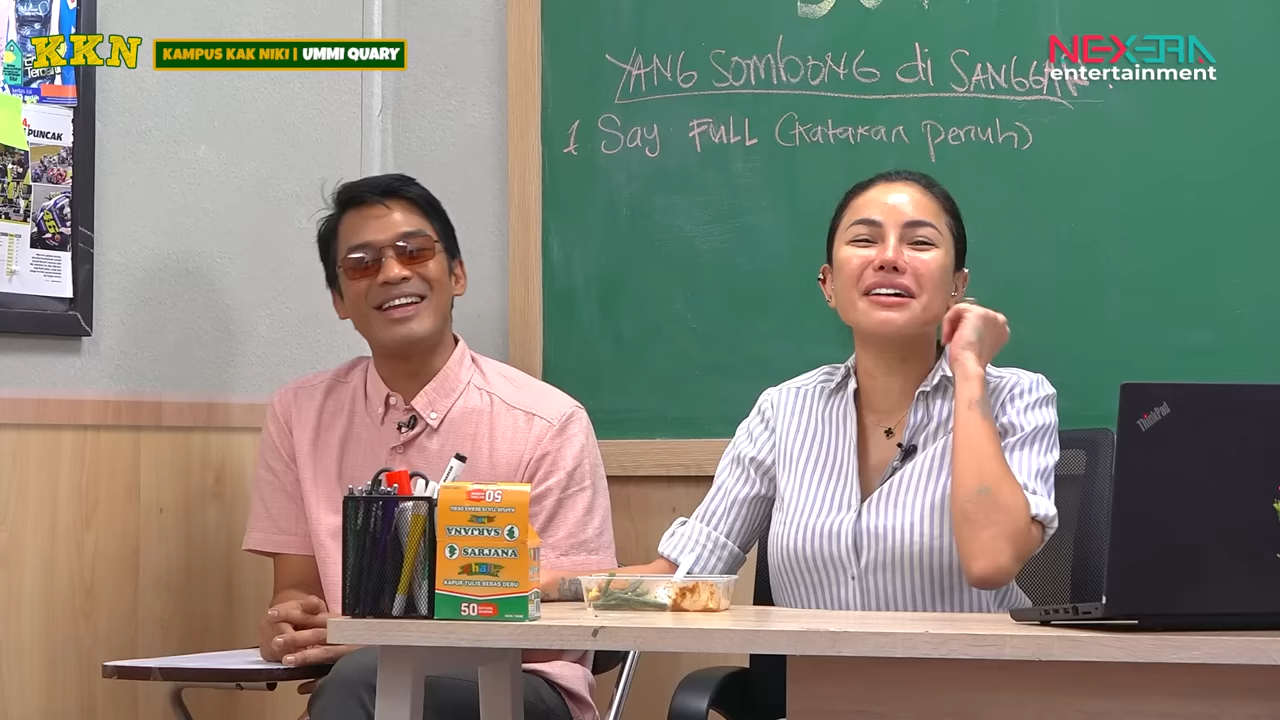 KKN
KAMPUS KAK NIKI | UMMI QUARY
NEXERA
entertainment
YANG SOMBONG di SANGGAR?
1 Say FULL (Katakan penuh)
PUNCAK
ThinkPad
50
SARJANA
SARJANA
Chalk
KAPUR TULIS BEBAS DEBU
50